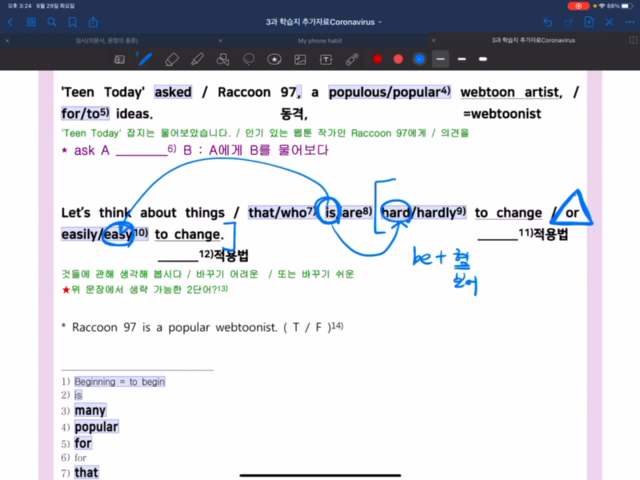 오후 3:24 6월 29일 화요일
3과 학습지 추가자료Coronavirus
68%
임시(의문서, 문장의 종류)
My phone habit
3과 학습지 추가자료Coronavirus
'Teen Today' asked / Raccoon 97, a populous/popular4) webtoon artist, /
for/to5) ideas. 동격, =webtoonist
'Teen Today' 잡지는 물어보았습니다. / 인기 있는 웹툰 작가인 Raccoon 97에게 / 의견을
* ask A ________6) B : A에게 B를 물어보다
Let's think about things / that/who7) is/are8) hard/hardly9) to change / or
easily/easy10) to change. ______11)적용법
______12)적용법
be + 형
보어
것들에 관해 생각해 봅시다 / 바꾸기 어려운 / 또는 바꾸기 쉬운
★위 문장에서 생략 가능한 2단어?13)
* Raccoon 97 is a popular webtoonist. ( T / F )14)
1) Beginning = to begin
2) is
3) many
4) popular
5) for
6) for
7) that